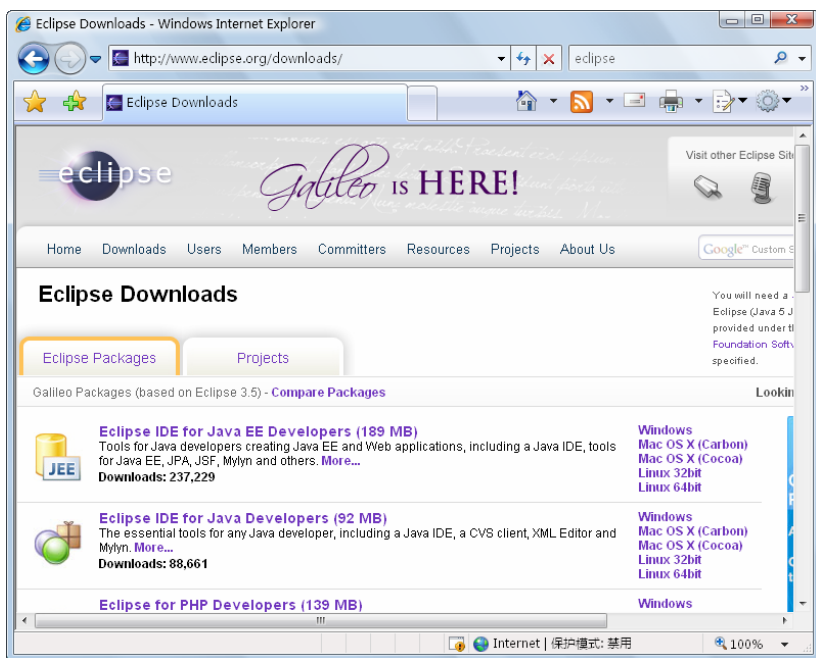 Eclipse Downloads - Windows Internet Explorer
http://www.eclipse.org/downloads/
eclipse
Eclipse Downloads
eclipse
Galileo IS HERE!
Visit other Eclipse Site
Home Downloads Users Members Committers Resources Projects About Us
Google™ Custom S
Eclipse Downloads
You will need a
Eclipse (Java 5 J
provided under th
Foundation Softw
specified.
Eclipse Packages
Projects
Galileo Packages (based on Eclipse 3.5) - Compare Packages
Lookin
Eclipse IDE for Java EE Developers (189 MB)
Tools for Java developers creating Java EE and Web applications, including a Java IDE, tools
for Java EE, JPA, JSF, Mylyn and others. More...
Downloads: 237,229
JEE
Windows
Mac OS X (Carbon)
Mac OS X (Cocoa)
Linux 32bit
Linux 64bit
Eclipse IDE for Java Developers (92 MB)
The essential tools for any Java developer, including a Java IDE, a CVS client, XML Editor and
Mylyn. More...
Downloads: 88,661
Windows
Mac OS X (Carbon)
Mac OS X (Cocoa)
Linux 32bit
Linux 64bit
Eclipse for PHP Developers (139 MB)
Windows
Internet | 保护模式: 禁用
100%